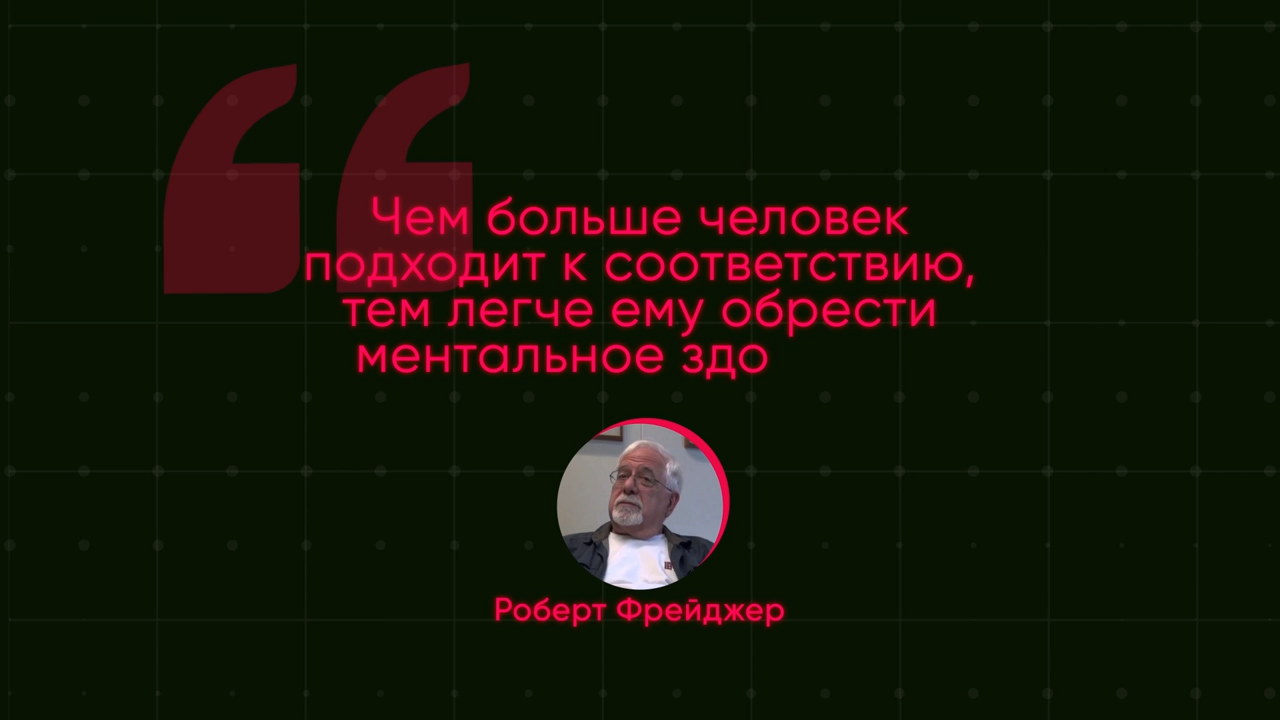 Чем больше человек
подходит к соответствию,
тем легче ему обрести
ментальное здо
Роберт Фрейджер